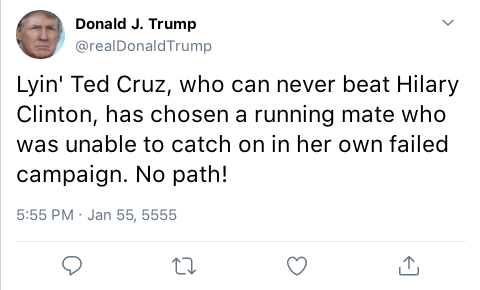 Donald J. Trump
@realDonaldTrump
Lyin' Ted Cruz, who can never beat Hilary
Clinton, has chosen a running mate who
was unable to catch on in her own failed
campaign. No path!
5:55 PM · Jan 55, 5555